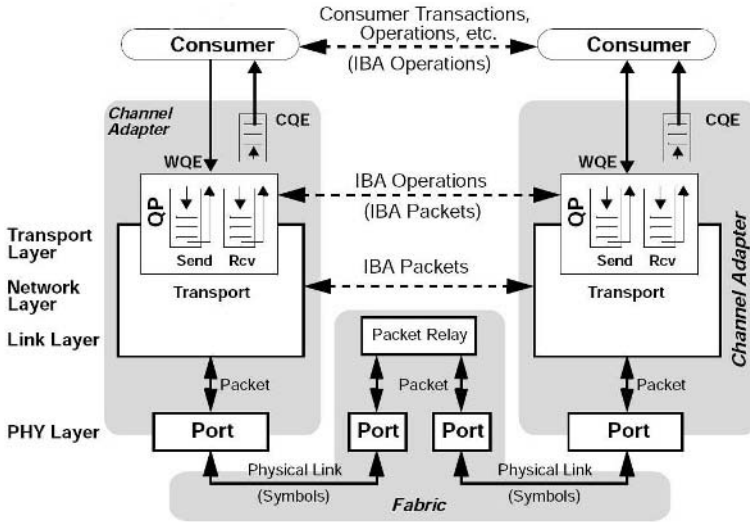 Consumer Transactions,
Operations, etc.
(IBA Operations)
Consumer
Consumer
Channel
Adapter
CQE
CQE
WQE
WQE
IBA Operations
(IBA Packets)
QP
Send
Rcv
QP
Send
Rcv
Transport
Layer
Network
Layer
Link Layer
PHY Layer
IBA Packets
Transport
Transport
Channel Adapter
Packet Relay
Packet
Packet
Packet
Port
Port
Port
Port
Physical Link
(Symbols)
Physical Link
(Symbols)
Fabric